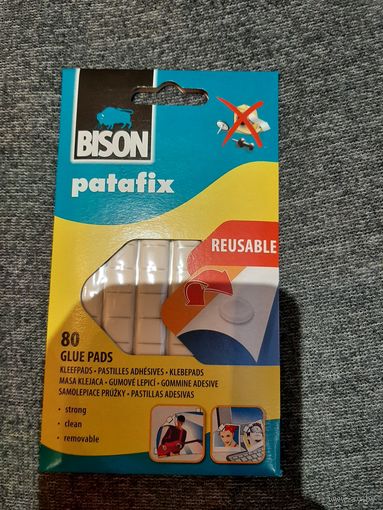 BISON
patafix
REUSABLE
80
GLUE PADS
KLEEFPADS • PASTILLES ADHÉSIVES • KLEBEPADS
MASA KLEJACA • GUMOVÉ LEPICÍ • GOMMINE ADESIVE
SAMOLEPIACE PRÚŽKY • PASTILLAS ADESIVAS
• strong
• clean
• removable